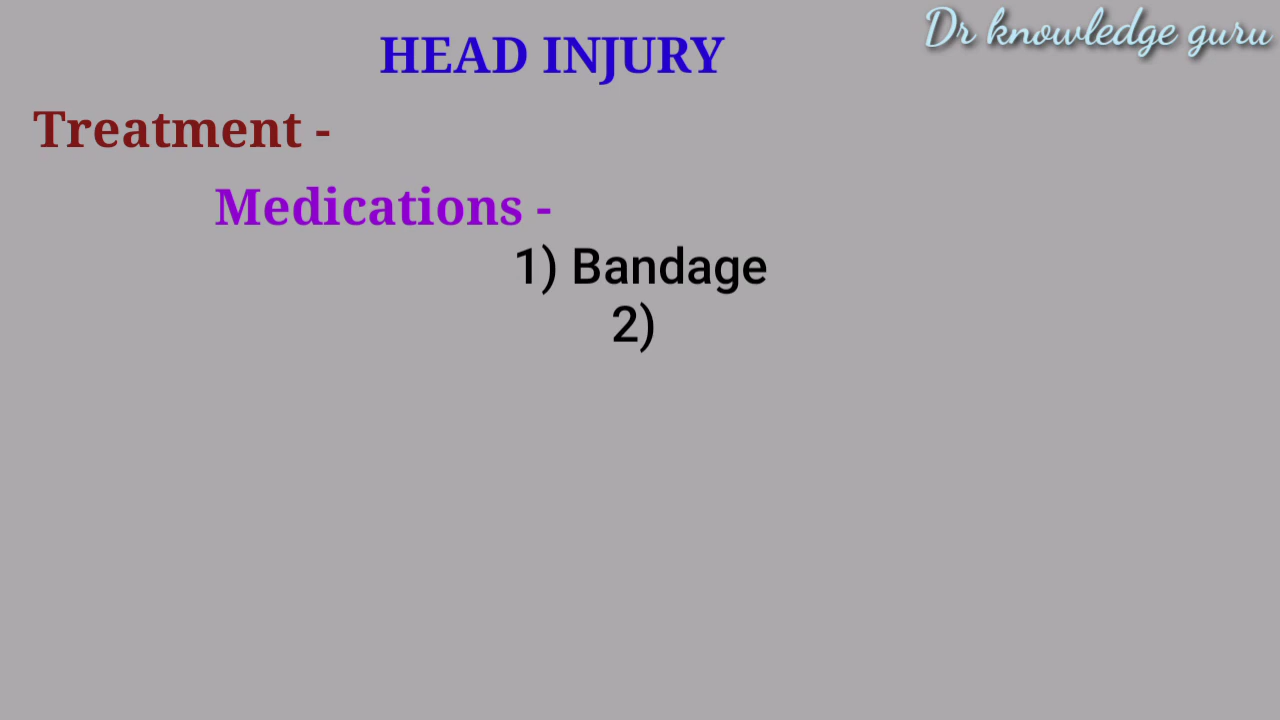 Dr knowledge guru
HEAD INJURY
Treatment -
Medications -
1) Bandage
2)